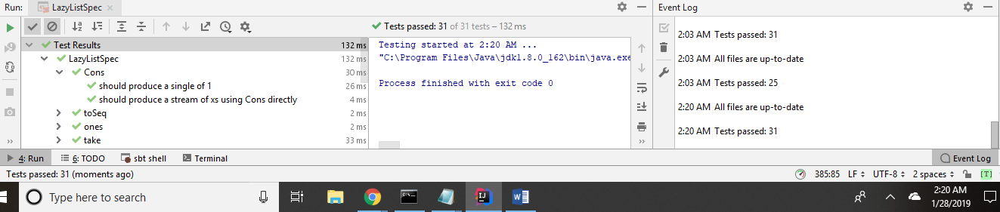 Run: LazyListSpec
Tests passed: 31 of 31 tests – 132 ms
Test Results 132 ms
LazyListSpec 132 ms
Cons 30 ms
should produce a single of 1 26 ms
should produce a stream of xs using Cons directly 4 ms
toSeq 2 ms
ones 2 ms
take 33 ms
Testing started at 2:20 AM ...
"C:\Program Files\Java\jdk1.8.0_162\bin\java.exe
Process finished with exit code 0
Event Log
2:03 AM Tests passed: 31
2:03 AM All files are up-to-date
2:03 AM Tests passed: 25
2:20 AM All files are up-to-date
2:20 AM Tests passed: 31
4: Run 6: TODO sbt shell Terminal Event Log
Tests passed: 31 (moments ago) 385:85 LF UTF-8 2 spaces [T]
Type here to search
2:20 AM
1/28/2019